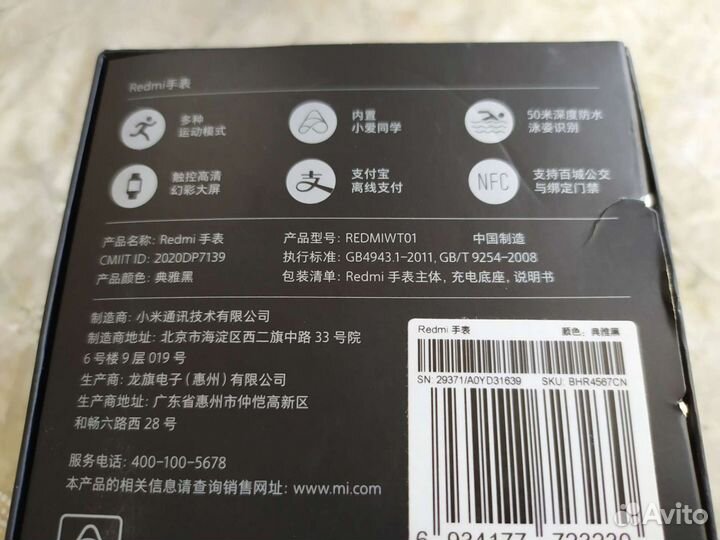 Redmi手表
多种
运动模式
内置
小爱同学
50米深度防水
泳姿识别
触控高清
幻彩大屏
支付宝
离线支付
NFC
支持百城公交
与绑定门禁
产品名称: Redmi 手表
产品型号: REDMIWT01
中国制造
CMIIT ID: 2020DP7139
执行标准: GB4943.1-2011, GB/T 9254-2008
产品颜色: 典雅黑
包装清单: Redmi 手表主体, 充电底座, 说明书
制造商: 小米通讯技术有限公司
制造商地址: 北京市海淀区西二旗中路 33 号院
6 号楼 9 层 019 号
生产商: 龙旗电子 (惠州) 有限公司
生产商地址: 广东省惠州市仲恺高新区
和畅六路西 28 号
服务电话: 400-100-5678
本产品的相关信息请查询销售网址: www.mi.com
Redmi 手表
颜色: 典雅黑
SN: 29371/A0YD31639
SKU: BHR4567CN
6 934177 723239
Avito